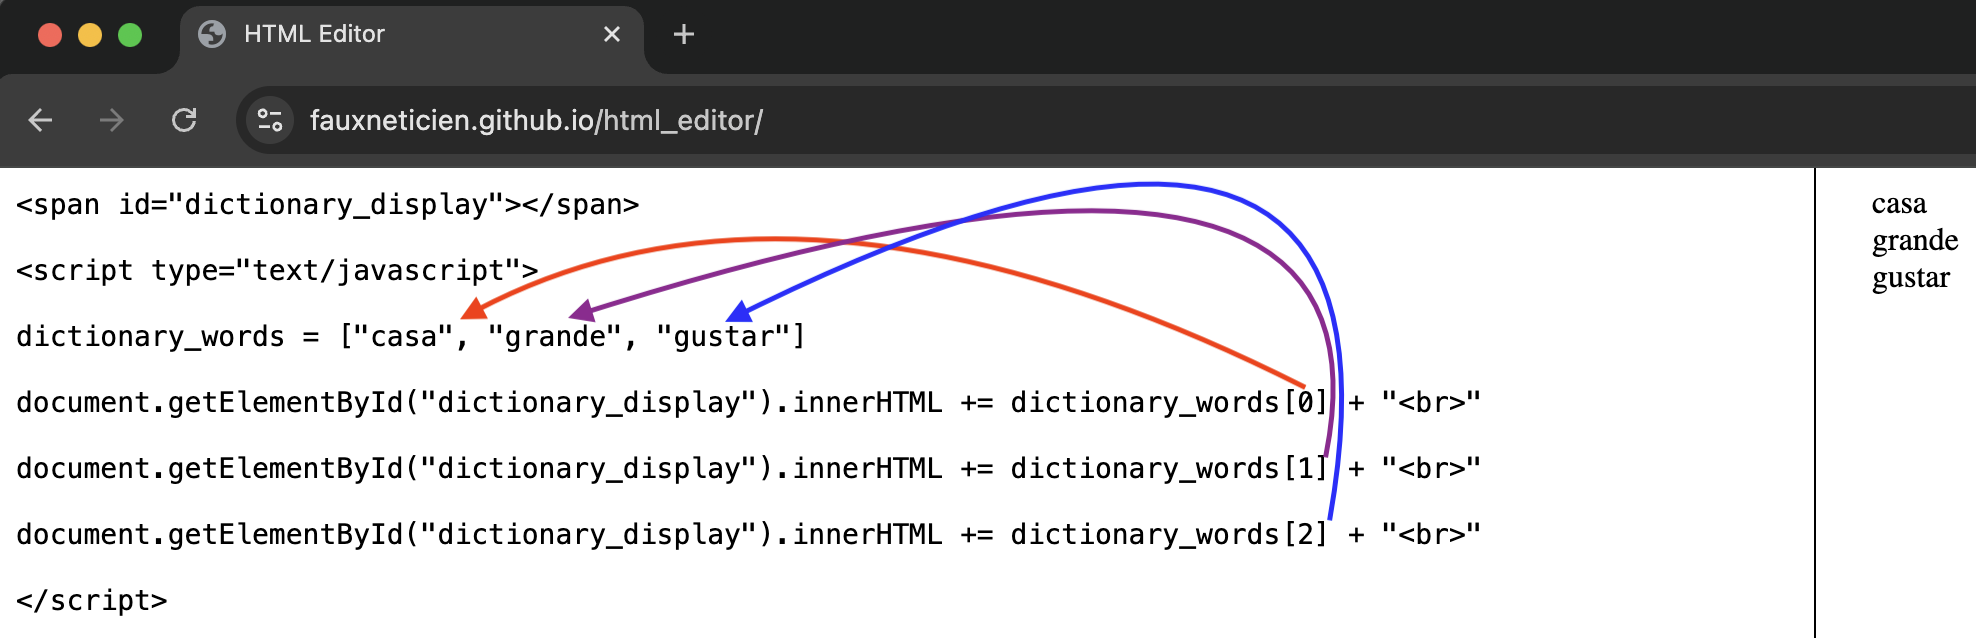 HTML Editor
fauxneticien.github.io/html_editor/
<span id="dictionary_display"></span>
<script type="text/javascript">
dictionary_words = ["casa", "grande", "gustar"]
document.getElementById("dictionary_display").innerHTML += dictionary_words[0] + "<br>"
document.getElementById("dictionary_display").innerHTML += dictionary_words[1] + "<br>"
document.getElementById("dictionary_display").innerHTML += dictionary_words[2] + "<br>"
</script>
casa
grande
gustar